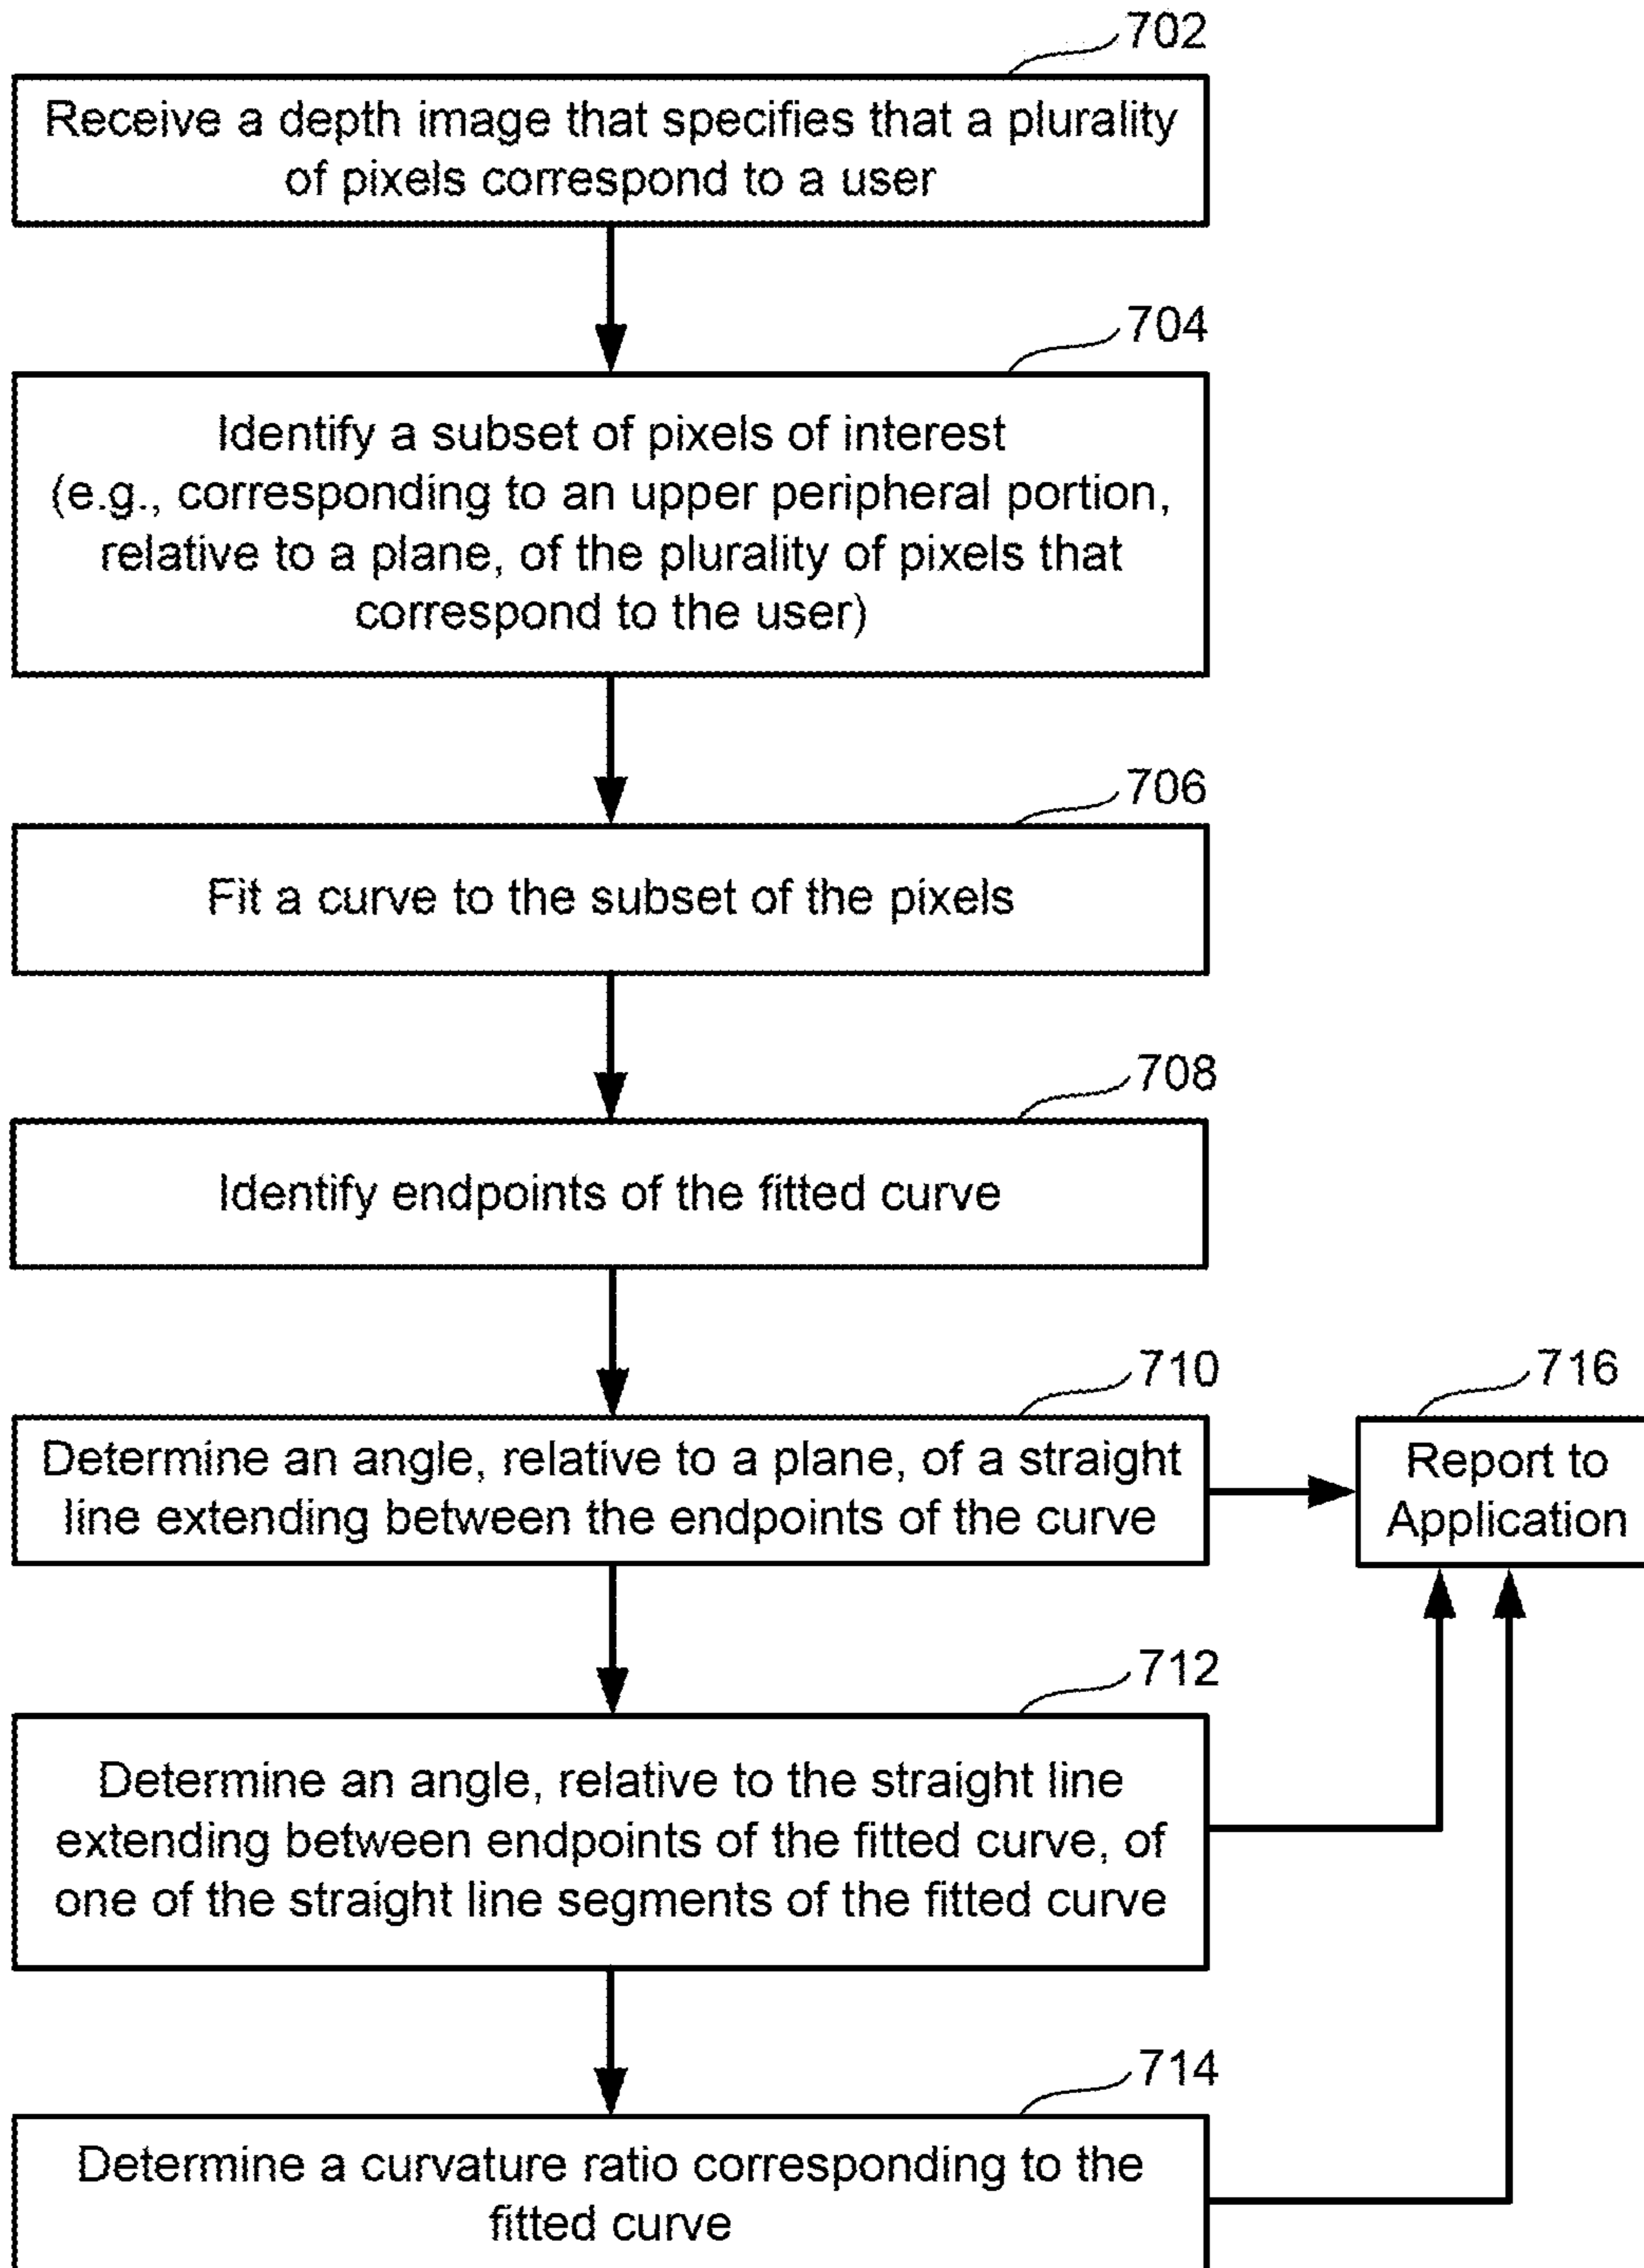 702
Receive a depth image that specifies that a plurality
of pixels correspond to a user
704
Identify a subset of pixels of interest
(e.g., corresponding to an upper peripheral portion,
relative to a plane, of the plurality of pixels that
correspond to the user)
706
Fit a curve to the subset of the pixels
708
Identify endpoints of the fitted curve
710
Determine an angle, relative to a plane, of a straight
line extending between the endpoints of the curve
716
Report to
Application
712
Determine an angle, relative to the straight line
extending between endpoints of the fitted curve, of
one of the straight line segments of the fitted curve
714
Determine a curvature ratio corresponding to the
fitted curve